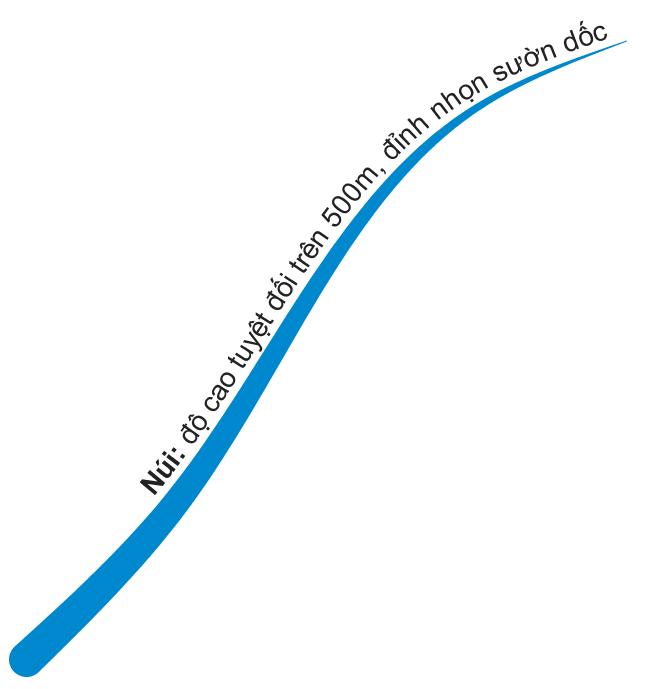 Núi: độ cao tuyệt đối trên 500m, đỉnh nhọn sườn dốc